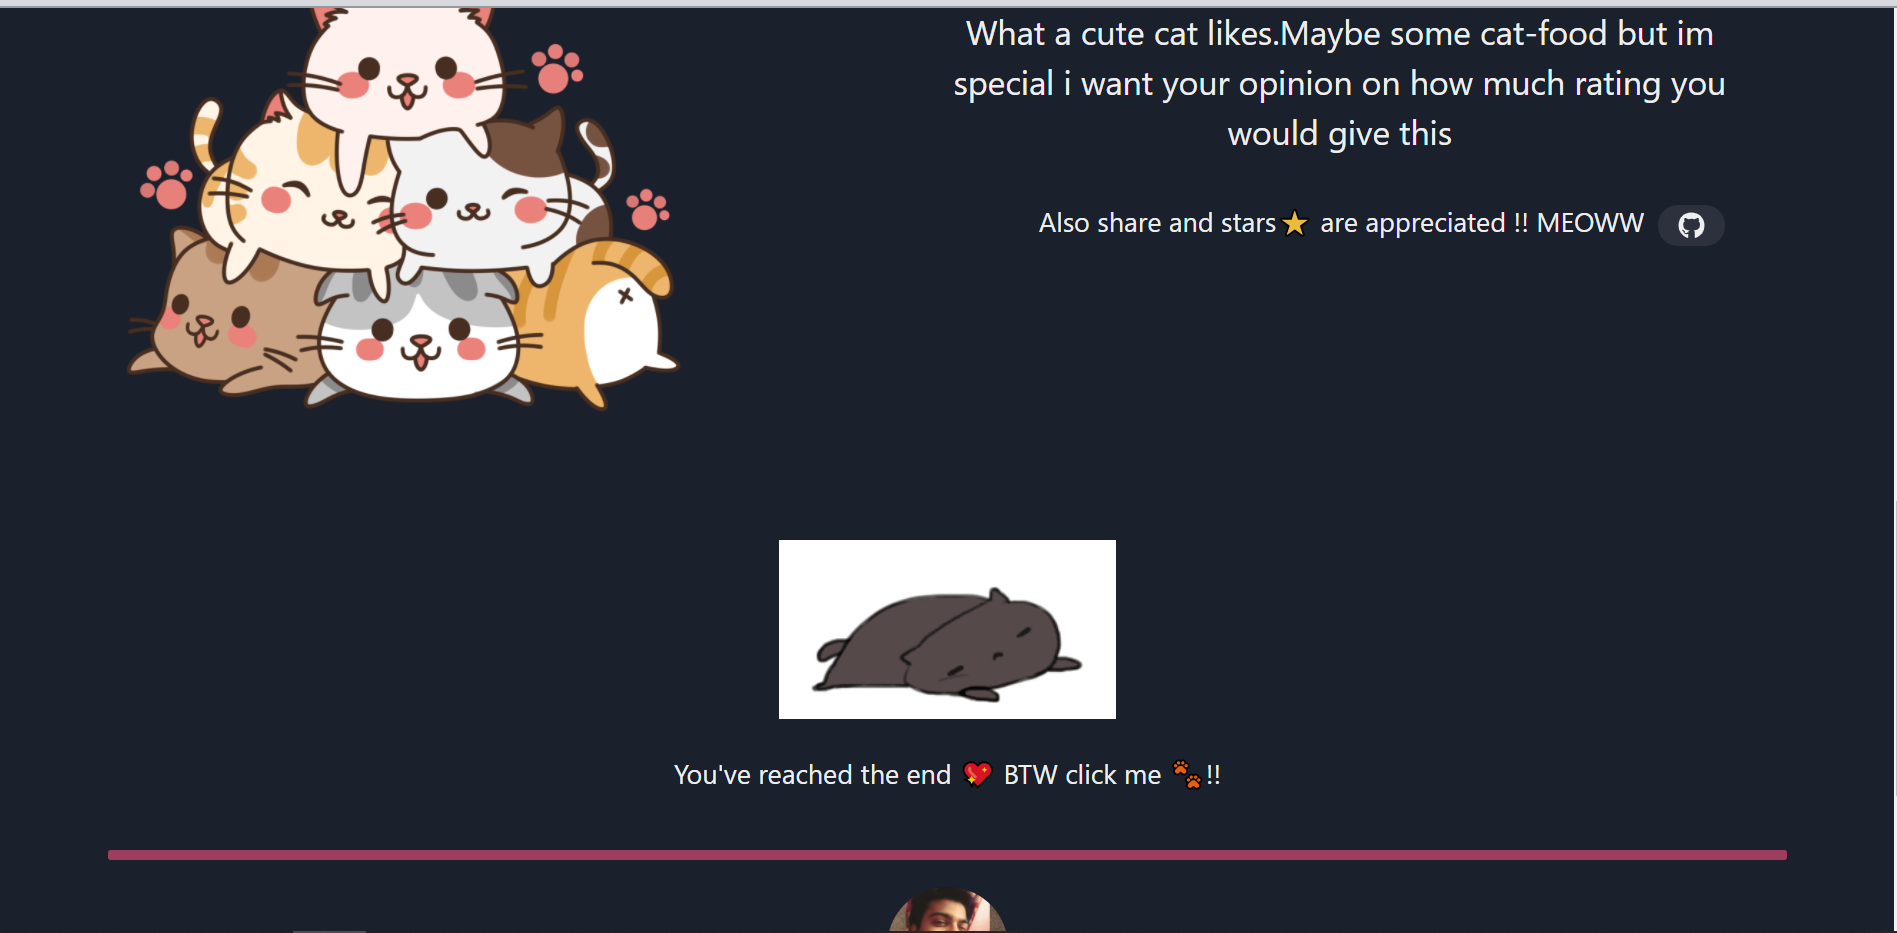 What a cute cat likes.Maybe some cat-food but im
special i want your opinion on how much rating you
would give this
Also share and stars⭐ are appreciated !! MEOWW
You've reached the end 💖 BTW click me 🐾!!